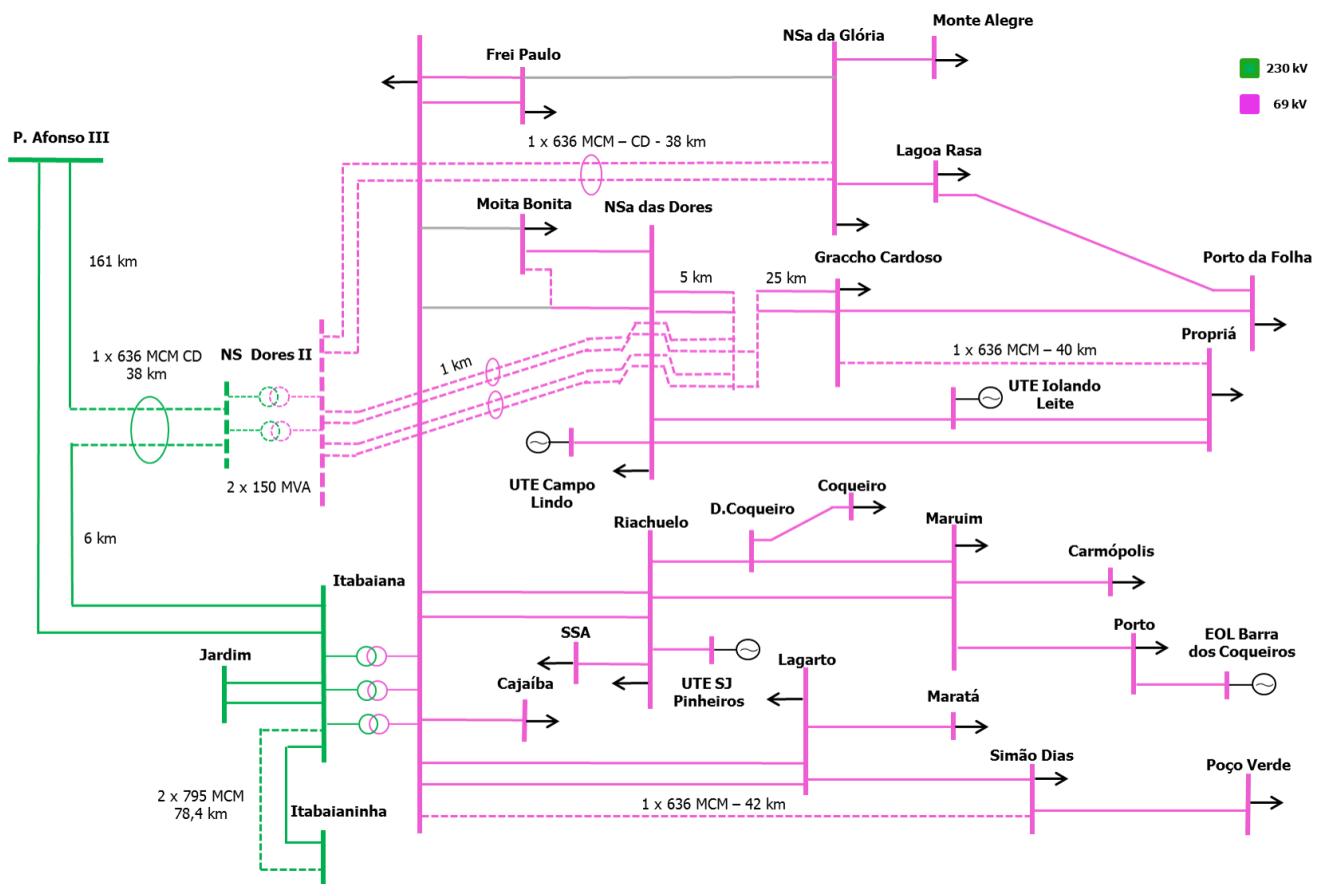 Monte Alegre
NSa da Glória
Frei Paulo
230 kV
69 kV
P. Afonso III
1 x 636 MCM – CD - 38 km
Lagoa Rasa
Moita Bonita
NSa das Dores
161 km
Graccho Cardoso
Porto da Folha
5 km
25 km
Propriá
1 x 636 MCM CD
38 km
NS Dores II
1 km
1 x 636 MCM – 40 km
UTE Iolando
Leite
2 x 150 MVA
UTE Campo
Lindo
Coqueiro
D.Coqueiro
Riachuelo
Maruim
6 km
Carmópolis
Itabaiana
SSA
Porto
EOL Barra
dos Coqueiros
Jardim
Cajaíba
UTE SJ
Pinheiros
Lagarto
Maratá
Simão Dias
Poço Verde
2 x 795 MCM
78,4 km
Itabaianinha
1 x 636 MCM – 42 km